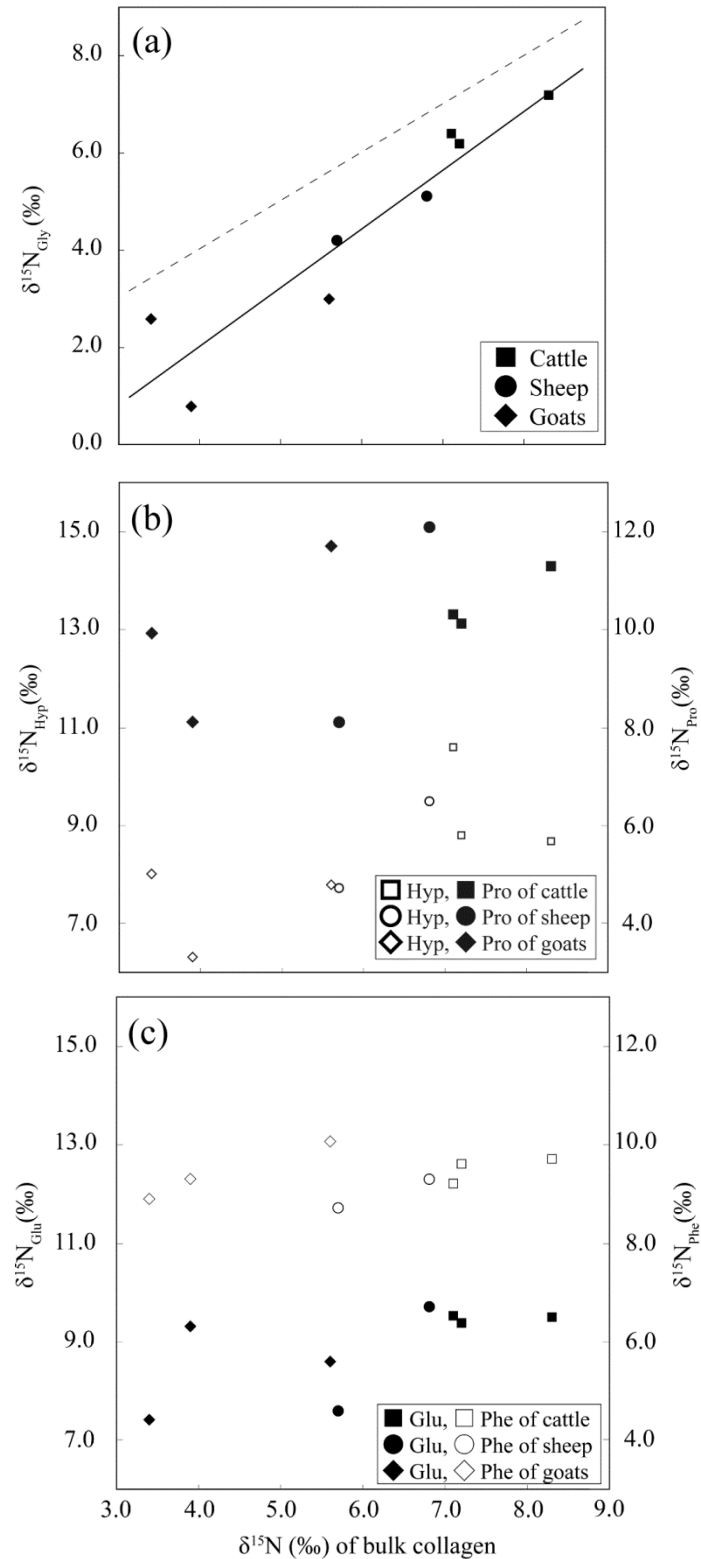 (a)
8.0
6.0
4.0
2.0
0.0
δ¹⁵N_Gly (‰)
Cattle
Sheep
Goats
(b)
15.0
13.0
11.0
9.0
7.0
δ¹⁵N_Hyp (‰)
12.0
10.0
8.0
6.0
4.0
δ¹⁵N_Pro (‰)
Hyp, Pro of cattle
Hyp, Pro of sheep
Hyp, Pro of goats
(c)
15.0
13.0
11.0
9.0
7.0
δ¹⁵N_Glu (‰)
12.0
10.0
8.0
6.0
4.0
δ¹⁵N_Phe (‰)
Glu, Phe of cattle
Glu, Phe of sheep
Glu, Phe of goats
3.0 4.0 5.0 6.0 7.0 8.0 9.0
δ¹⁵N (‰) of bulk collagen